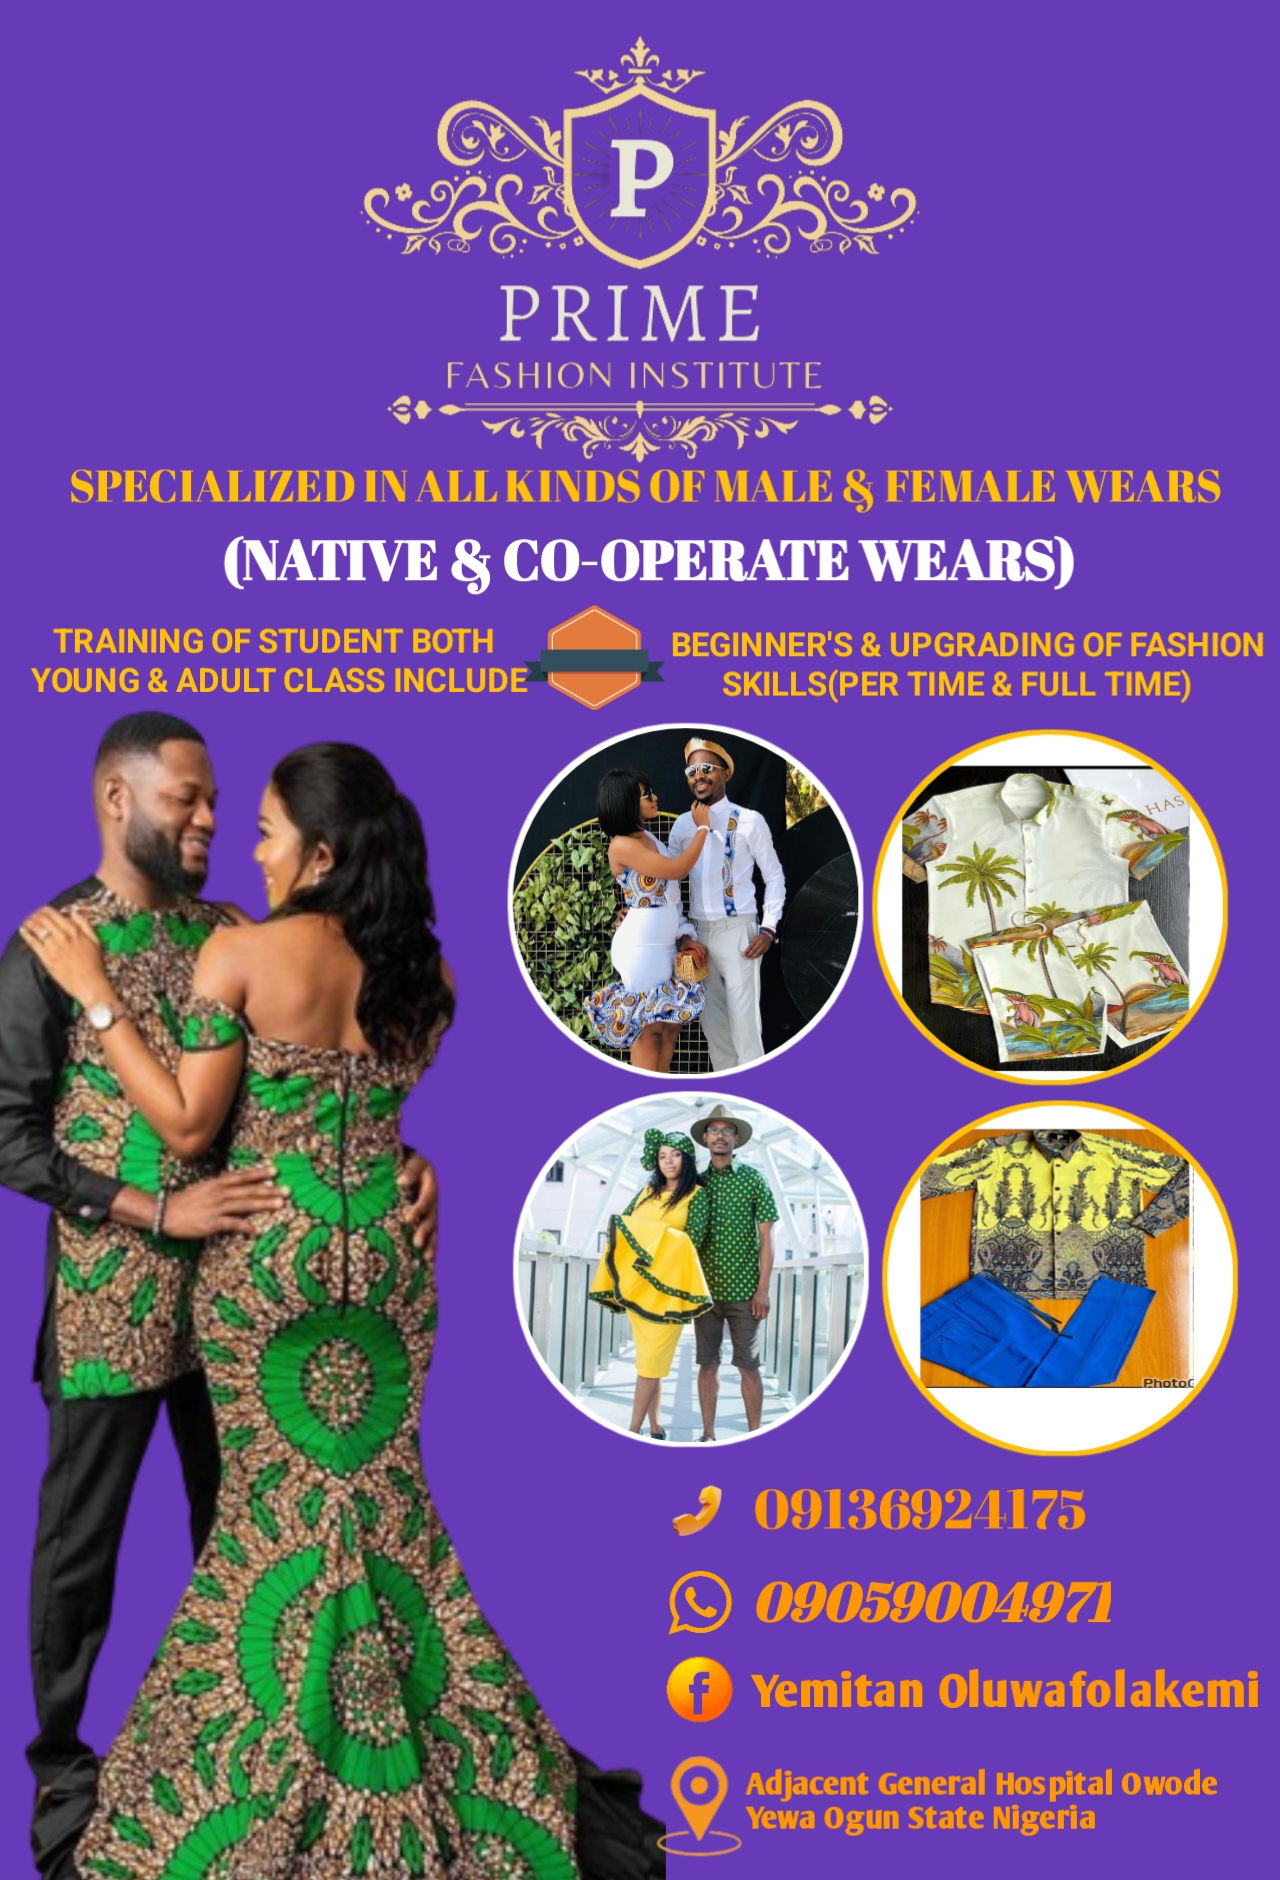 P
PRIME
FASHION INSTITUTE
SPECIALIZED IN ALL KINDS OF MALE & FEMALE WEARS
(NATIVE & CO-OPERATE WEARS)
TRAINING OF STUDENT BOTH
YOUNG & ADULT CLASS INCLUDE
BEGINNER'S & UPGRADING OF FASHION
SKILLS(PER TIME & FULL TIME)
HAS
PhotoG
09136924175
09059004971
Yemitan Oluwafolakemi
Adjacent General Hospital Owode
Yewa Ogun State Nigeria